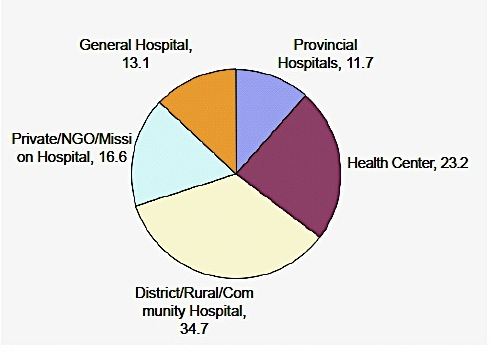 General Hospital,
13.1
Provincial
Hospitals, 11.7
Private/NGO/Missi
on Hospital, 16.6
Health Center, 23.2
District/Rural/Com
munity Hospital,
34.7